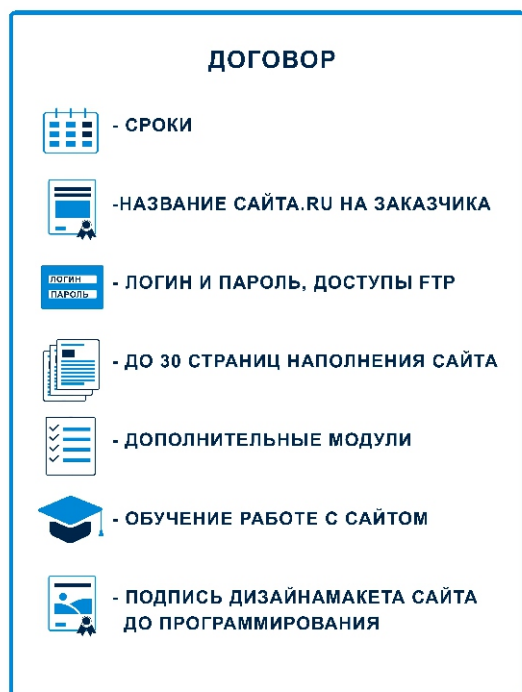 ДОГОВОР
- СРОКИ
-НАЗВАНИЕ САЙТА.RU НА ЗАКАЗЧИКА
ЛОГИН
ПАРОЛЬ
- ЛОГИН И ПАРОЛЬ, ДОСТУПЫ FTP
- ДО 30 СТРАНИЦ НАПОЛНЕНИЯ САЙТА
- ДОПОЛНИТЕЛЬНЫЕ МОДУЛИ
- ОБУЧЕНИЕ РАБОТЕ С САЙТОМ
- ПОДПИСЬ ДИЗАЙНАМАКЕТА САЙТА
ДО ПРОГРАММИРОВАНИЯ